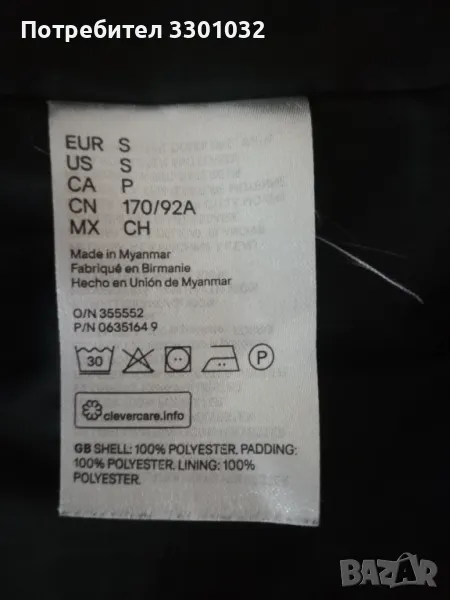 Потребител 3301032
EUR S
US S
CA P
CN 170/92A
MX CH
Made in Myanmar
Fabriqué en Birmanie
Hecho en Unión de Myanmar
O/N 355552
P/N 0635164 9
30
P
clevercare.info
GB SHELL: 100% POLYESTER. PADDING:
100% POLYESTER. LINING: 100%
POLYESTER.
BAZAR